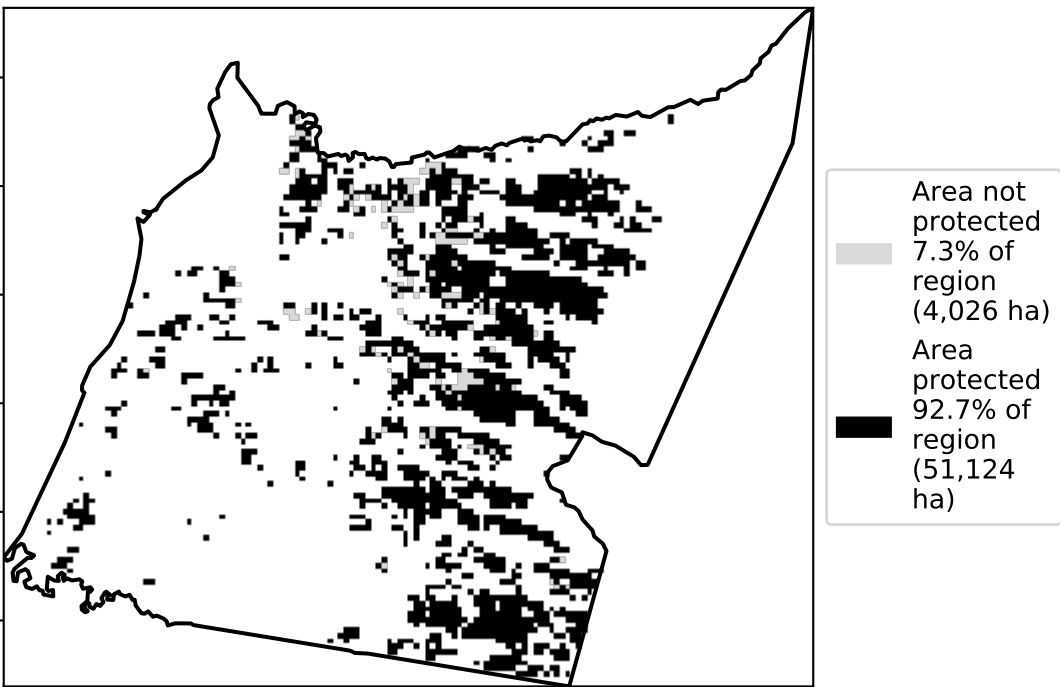 Area not
protected
7.3% of
region
(4,026 ha)
Area
protected
92.7% of
region
(51,124
ha)